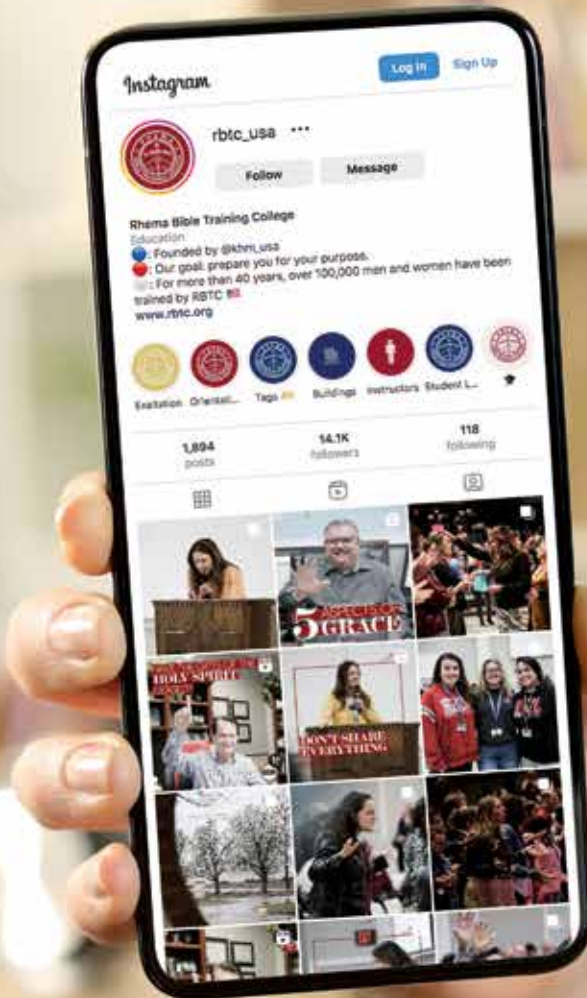 Instagram
Log In
Sign Up
rbtc_usa •••
Follow
Message
Rhema Bible Training College
Education
: Founded by @khm_usa
: Our goal: prepare you for your purpose.
: For more than 40 years, over 100,000 men and women have been
trained by RBTC
www.rbtc.org
Orientati...
Tags
Buildings
Instructors
Student L...
1,894
posts
14.1K
followers
118
following
5 ASPECTS OF
GRACE
HOLY SPIRIT
DON'T SHARE
EVERYTHING